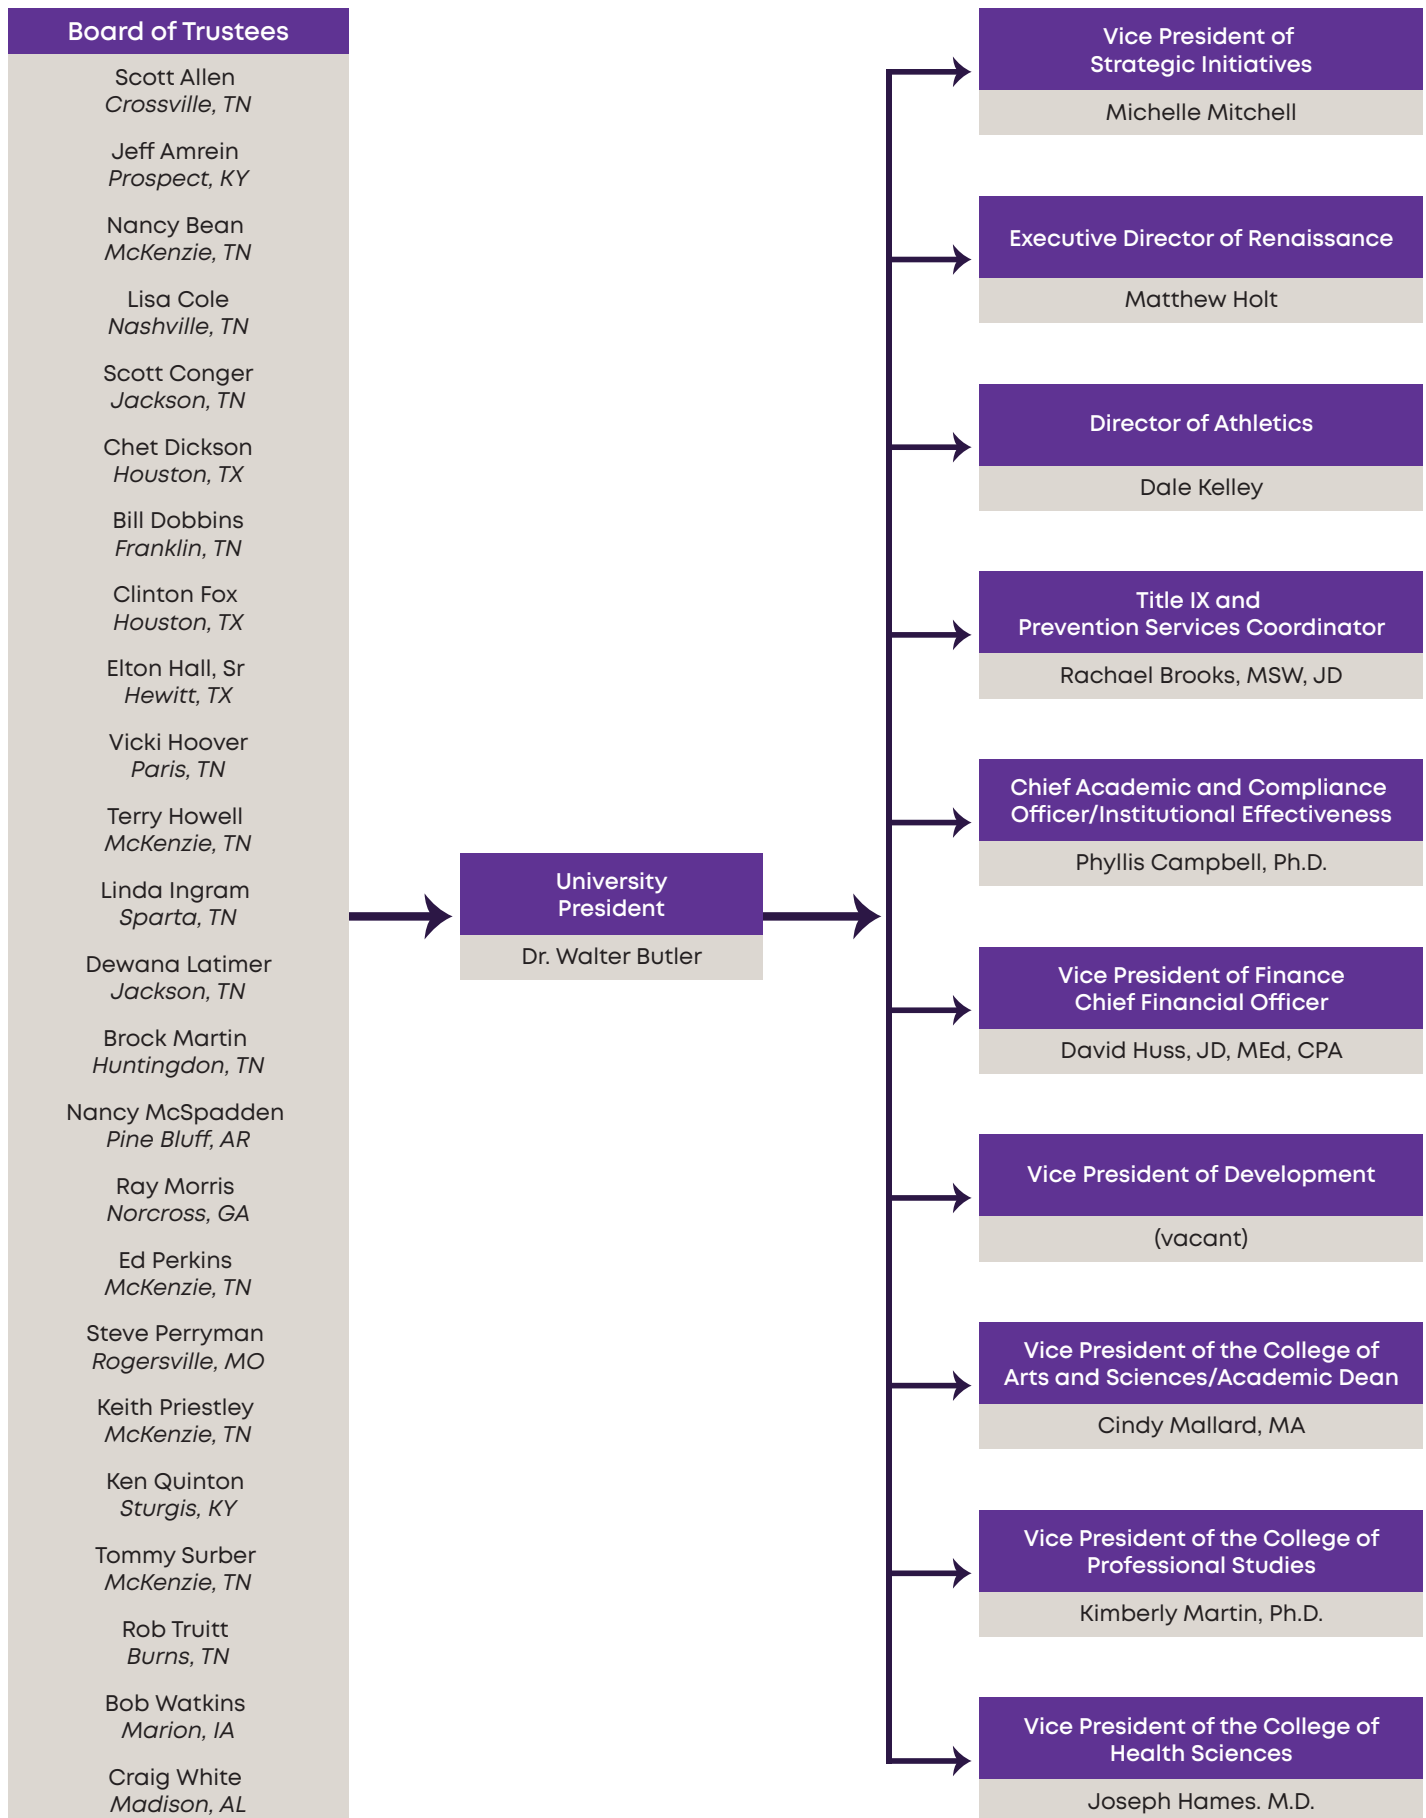 Board of Trustees
Scott Allen
Crossville, TN
Jeff Amrein
Prospect, KY
Nancy Bean
McKenzie, TN
Lisa Cole
Nashville, TN
Scott Conger
Jackson, TN
Chet Dickson
Houston, TX
Bill Dobbins
Franklin, TN
Clinton Fox
Houston, TX
Elton Hall, Sr
Hewitt, TX
Vicki Hoover
Paris, TN
Terry Howell
McKenzie, TN
Linda Ingram
Sparta, TN
Dewana Latimer
Jackson, TN
Brock Martin
Huntingdon, TN
Nancy McSpadden
Pine Bluff, AR
Ray Morris
Norcross, GA
Ed Perkins
McKenzie, TN
Steve Perryman
Rogersville, MO
Keith Priestley
McKenzie, TN
Ken Quinton
Sturgis, KY
Tommy Surber
McKenzie, TN
Rob Truitt
Burns, TN
Bob Watkins
Marion, IA
Craig White
Madison, AL
University
President
Dr. Walter Butler
Vice President of
Strategic Initiatives
Michelle Mitchell
Executive Director of Renaissance
Matthew Holt
Director of Athletics
Dale Kelley
Title IX and
Prevention Services Coordinator
Rachael Brooks, MSW, JD
Chief Academic and Compliance
Officer/Institutional Effectiveness
Phyllis Campbell, Ph.D.
Vice President of Finance
Chief Financial Officer
David Huss, JD, MEd, CPA
Vice President of Development
(vacant)
Vice President of the College of
Arts and Sciences/Academic Dean
Cindy Mallard, MA
Vice President of the College of
Professional Studies
Kimberly Martin, Ph.D.
Vice President of the College of
Health Sciences
Joseph Hames. M.D.